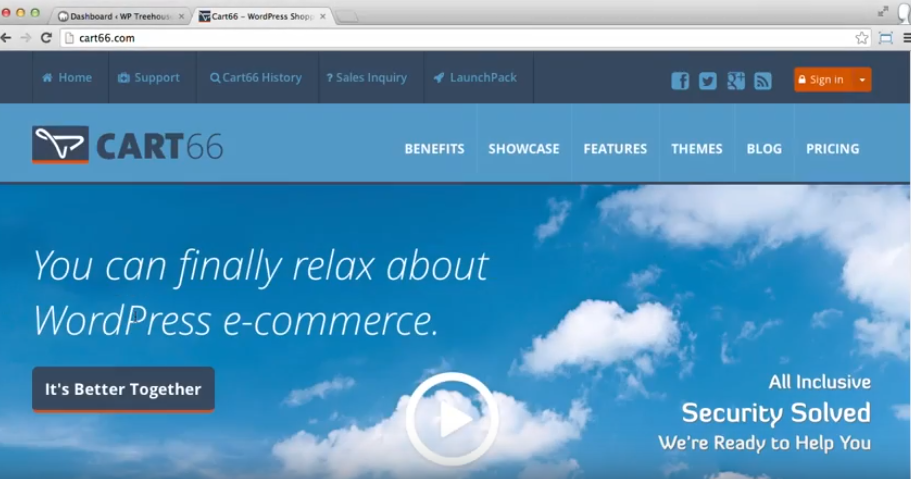 Dashboard ‹ WP Treehous
Cart66 – WordPress Shopp
cart66.com
Home
Support
Cart66 History
? Sales Inquiry
LaunchPack
Sign in
CART66
BENEFITS
SHOWCASE
FEATURES
THEMES
BLOG
PRICING
You can finally relax about
WordPress e-commerce.
It's Better Together
All Inclusive
Security Solved
We're Ready to Help You